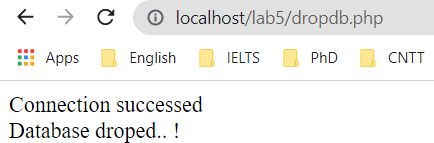 localhost/lab5/dropdb.php
Apps English IELTS PhD CNTT
Connection successed
Database droped.. !